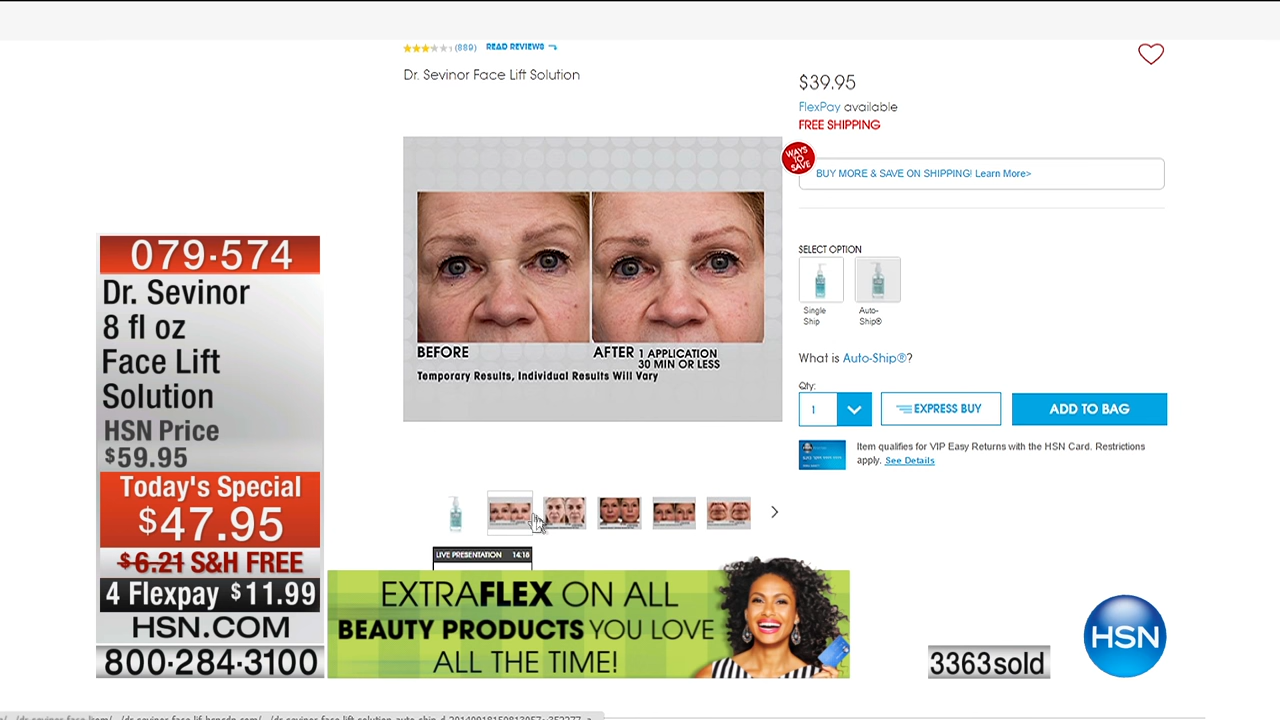 (889) READ REVIEWS
Dr. Sevinor Face Lift Solution
$39.95
FlexPay available
FREE SHIPPING
WAYS
TO
SAVE
BUY MORE & SAVE ON SHIPPING! Learn More>
BEFORE
AFTER 1 APPLICATION
30 MIN OR LESS
Temporary Results, Individual Results Will Vary
SELECT OPTION
Single
Ship
Auto-
Ship®
What is Auto-Ship®?
Qty:
1
EXPRESS BUY
ADD TO BAG
Item qualifies for VIP Easy Returns with the HSN Card. Restrictions
apply. See Details
079-574
Dr. Sevinor
8 fl oz
Face Lift
Solution
HSN Price
$59.95
Today's Special
$47.95
$6.21 S&H FREE
4 Flexpay $11.99
HSN.COM
800-284-3100
LIVE PRESENTATION 14:18
EXTRAFLEX ON ALL
BEAUTY PRODUCTS YOU LOVE
ALL THE TIME!
3363sold
HSN